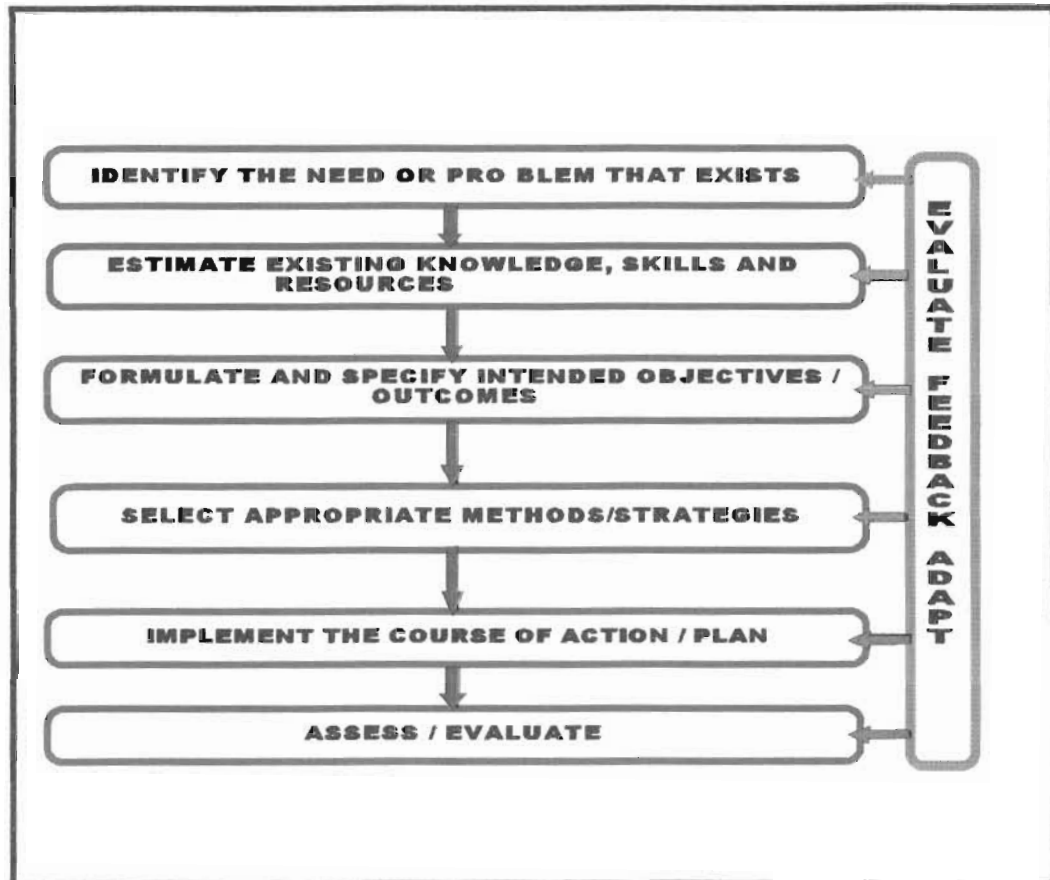 IDENTIFY THE NEED OR PRO BLEM THAT EXISTS
ESTIMATE EXISTING KNOWLEDGE, SKILLS AND
RESOURCES
FORMULATE AND SPECIFY INTENDED OBJECTIVES /
OUTCOMES
SELECT APPROPRIATE METHODS/STRATEGIES
IMPLEMENT THE COURSE OF ACTION / PLAN
ASSESS / EVALUATE
EVALUATE FEEDBACK ADAPT